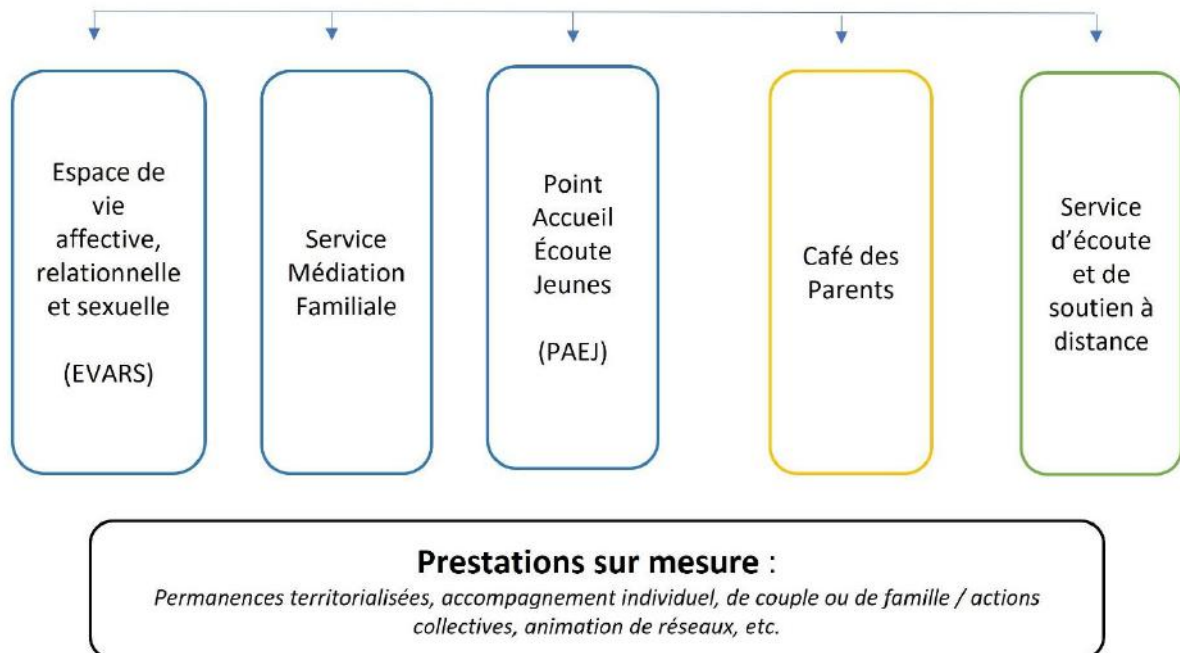 Espace de
vie
affective,
relationnelle
et sexuelle
(EVARS)
Service
Médiation
Familiale
Point
Accueil
Écoute
Jeunes
(PAEJ)
Café des
Parents
Service
d'écoute
et de
soutien à
distance
Prestations sur mesure :
Permanences territorialisées, accompagnement individuel, de couple ou de famille / actions
collectives, animation de réseaux, etc.